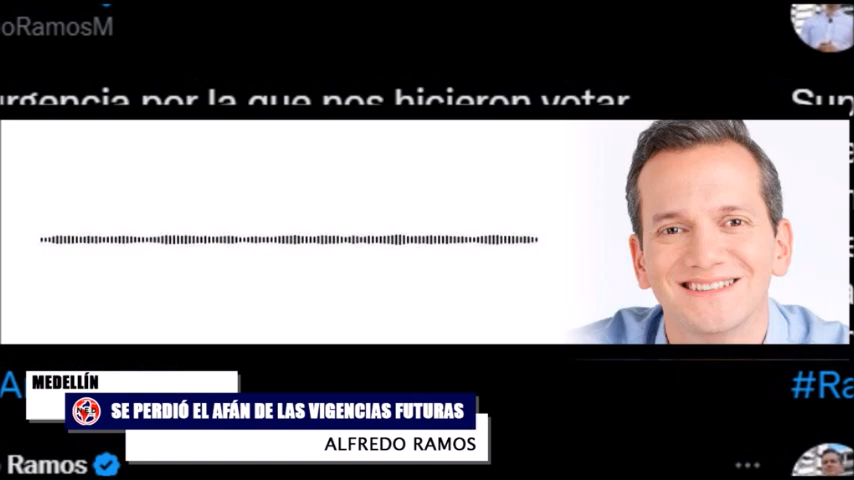 oRamosM
urgencia por la que nos hicieron votar
MEDELLÍN
SE PERDIÓ EL AFÁN DE LAS VIGENCIAS FUTURAS
ALFREDO RAMOS
#Ra
Ramos